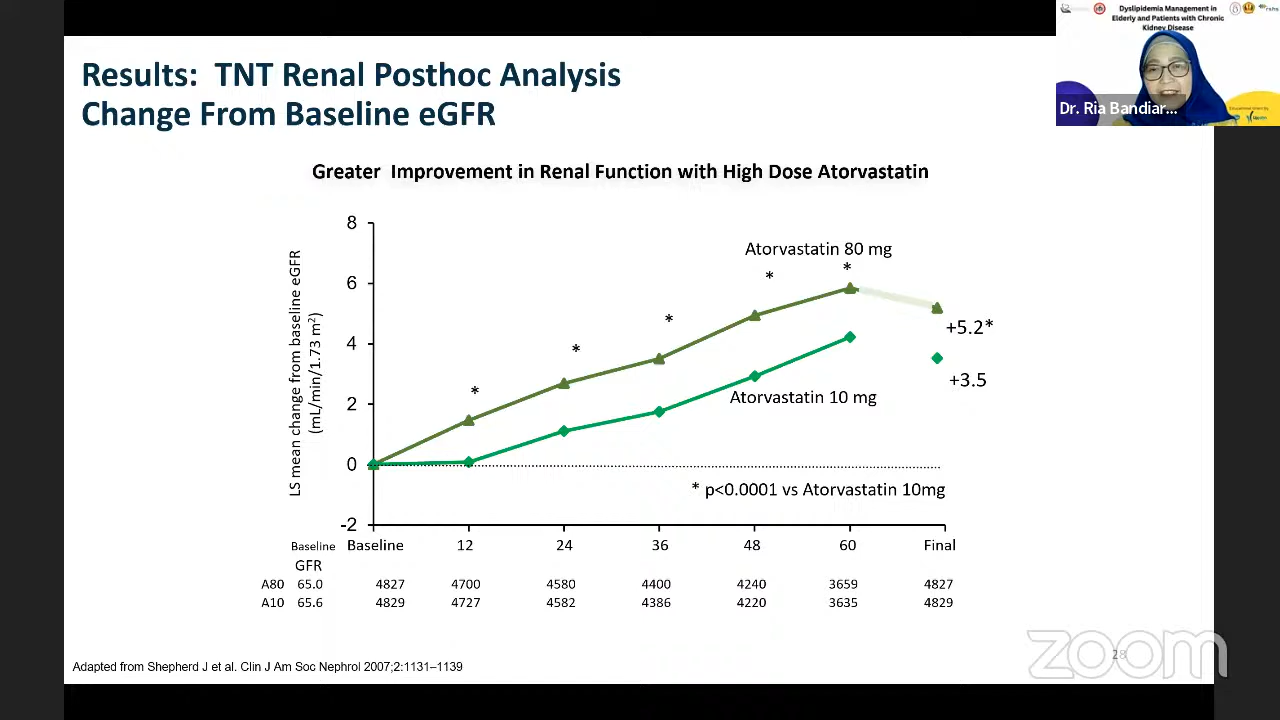 Dyslipidemia Management in
Elderly and Patients with Chronic
Kidney Disease
Dr. Ria Bandiar...
Results: TNT Renal Posthoc Analysis
Change From Baseline eGFR
Greater Improvement in Renal Function with High Dose Atorvastatin
LS mean change from baseline eGFR
(mL/min/1.73 m²)
8
6
4
2
0
-2
Atorvastatin 80 mg
* * * * *
+5.2*
+3.5
Atorvastatin 10 mg
* p<0.0001 vs Atorvastatin 10mg
Baseline 12 24 36 48 60 Final
Baseline
GFR
A80 65.0 4827 4700 4580 4400 4240 3659 4827
A10 65.6 4829 4727 4582 4386 4220 3635 4829
Adapted from Shepherd J et al. Clin J Am Soc Nephrol 2007;2:1131–1139
28
zoom